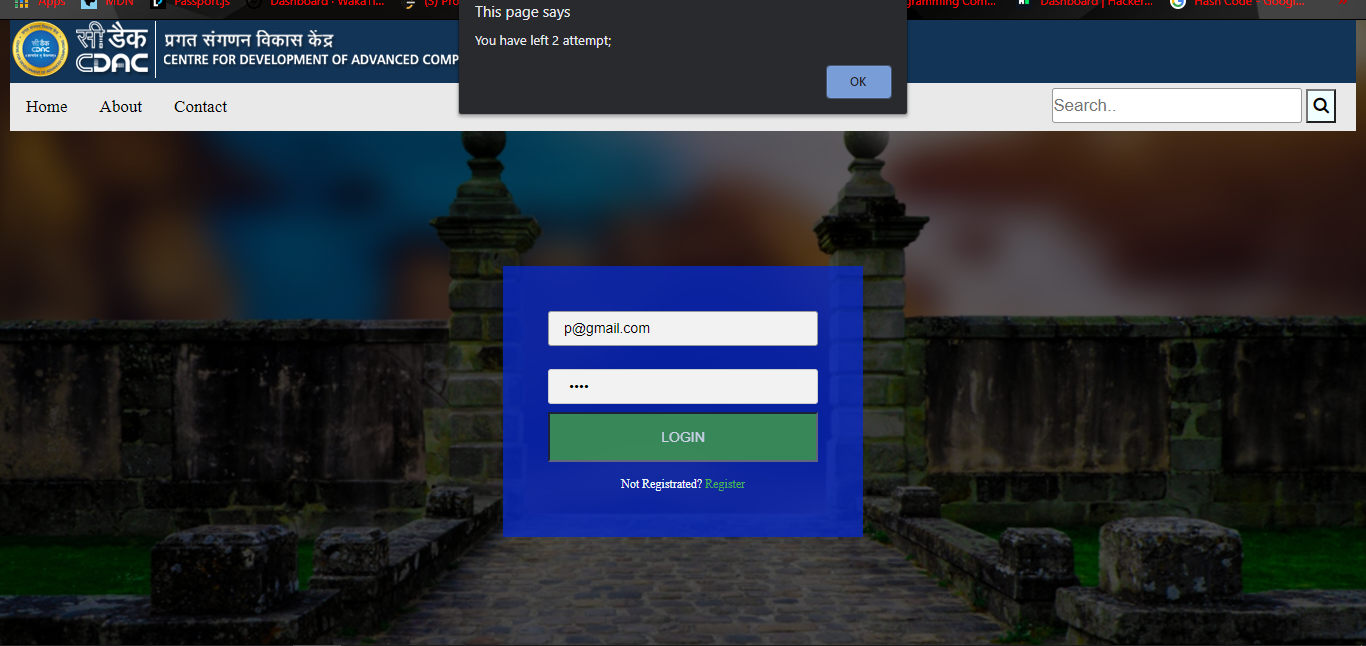 Apps MDN Passport.js Dashboard · WakaTi... (3) Pro
gramming Com... Dashboard | Hacker... Hash Code - Googl...
This page says
You have left 2 attempt;
OK
सी डैक
CDAC
प्रगत संगणन विकास केंद्र
CENTRE FOR DEVELOPMENT OF ADVANCED COMP
Home About Contact
Search..
p@gmail.com
••••
LOGIN
Not Registrated? Register